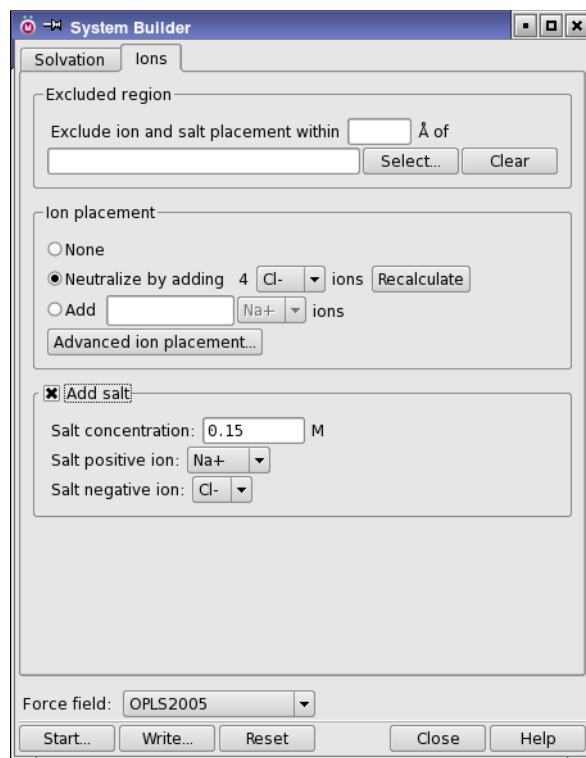 System Builder
Solvation Ions
Excluded region
Exclude ion and salt placement within Å of
Select... Clear
Ion placement
None
Neutralize by adding 4 Cl- ions Recalculate
Add Na+ ions
Advanced ion placement...
Add salt
Salt concentration: 0.15 M
Salt positive ion: Na+
Salt negative ion: Cl-
Force field: OPLS2005
Start... Write... Reset Close Help